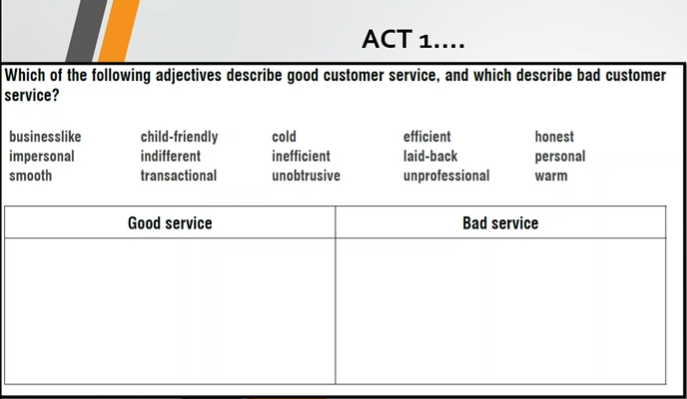 ACT 1....
Which of the following adjectives describe good customer service, and which describe bad customer
service?
businesslike child-friendly cold efficient honest
impersonal indifferent inefficient laid-back personal
smooth transactional unobtrusive unprofessional warm
Good service Bad service